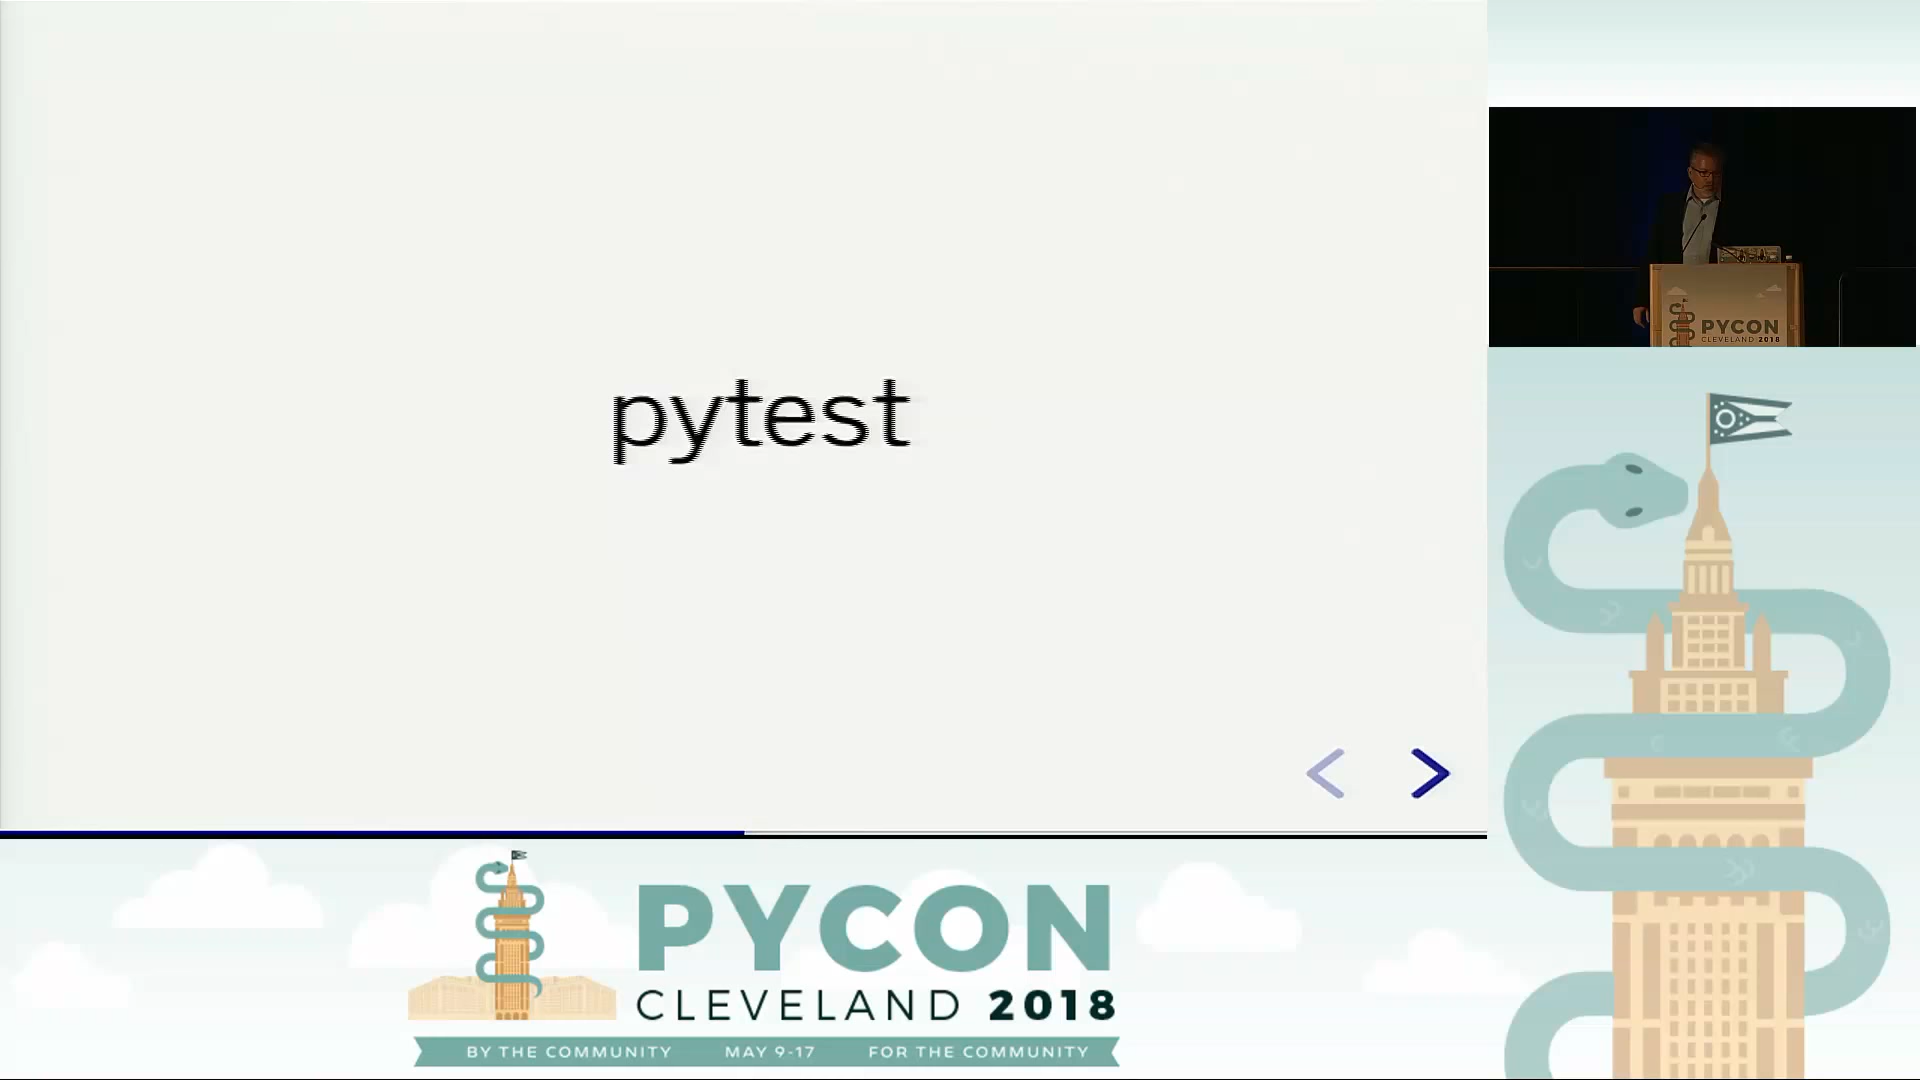 pytest
PYCON
CLEVELAND 2018
PYCON
CLEVELAND 2018
BY THE COMMUNITY MAY 9-17 FOR THE COMMUNITY